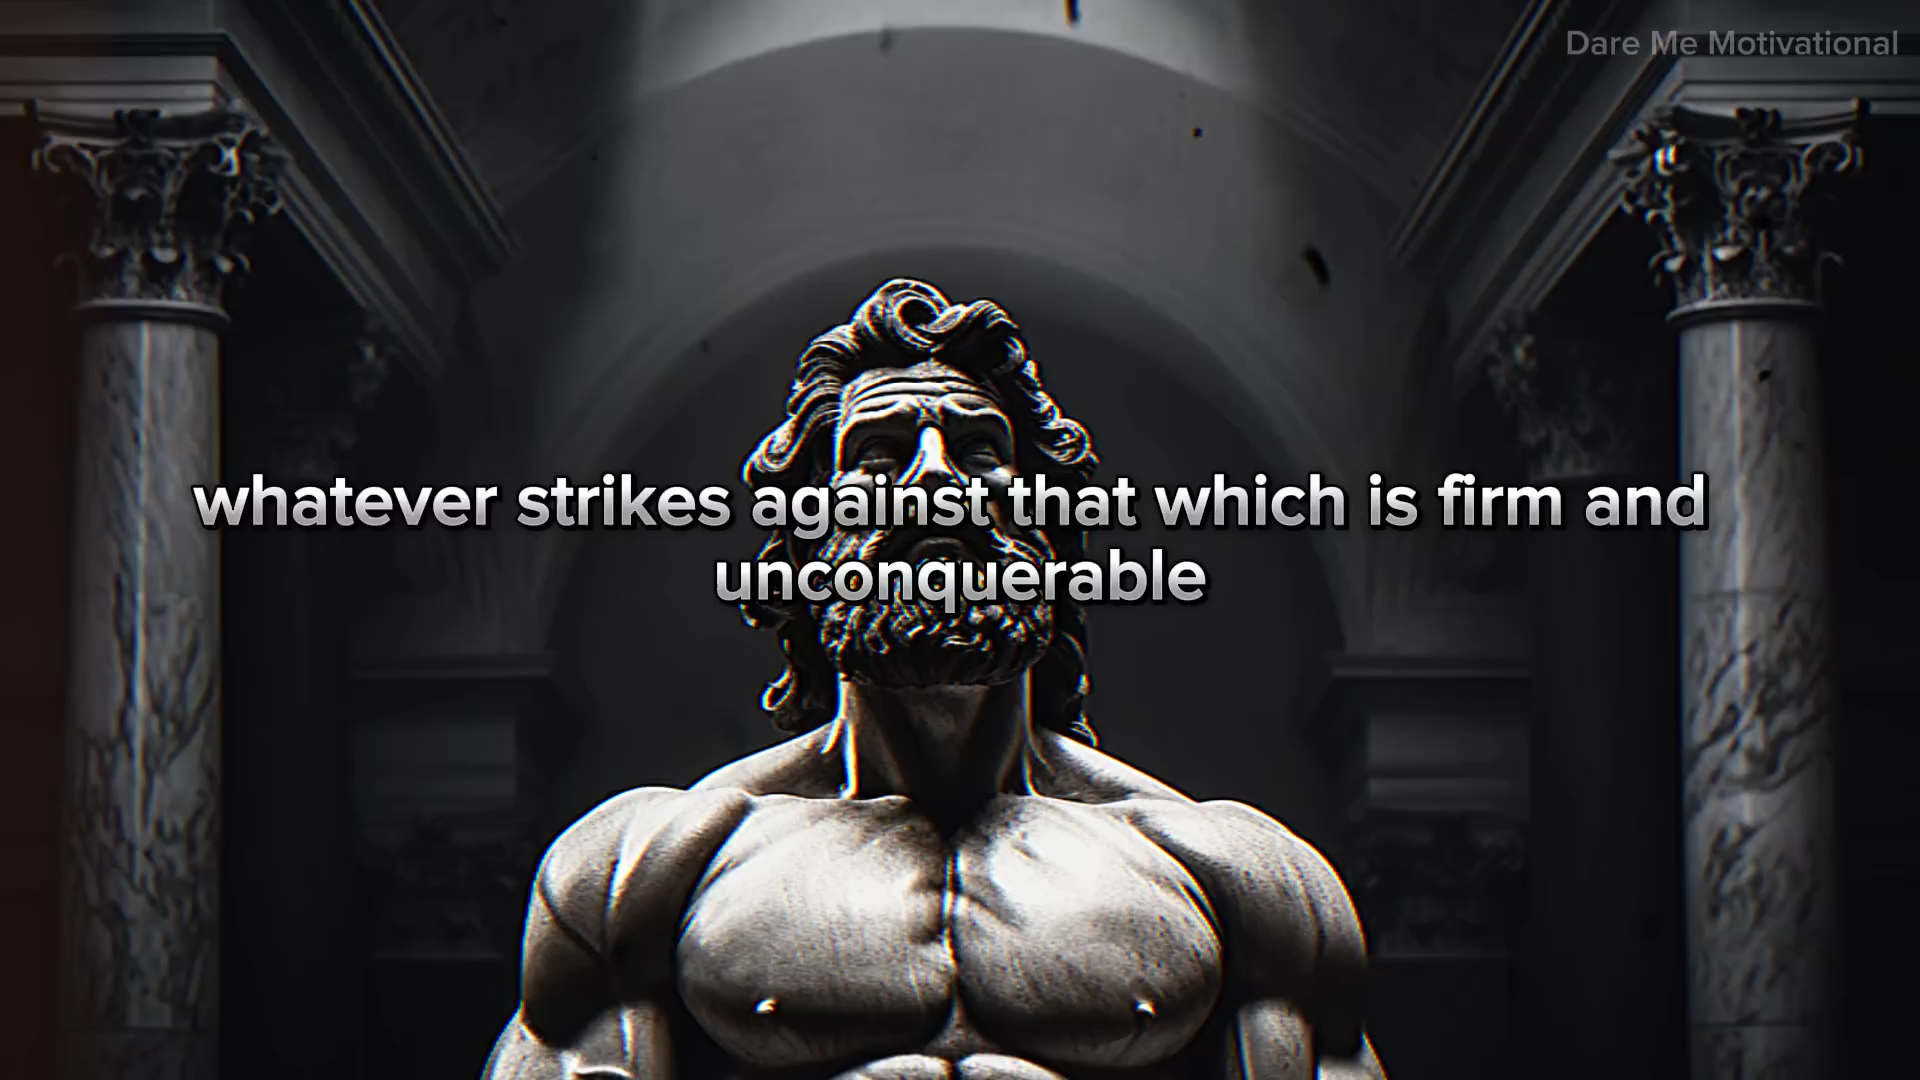 Dare Me Motivational
whatever strikes against that which is firm and
unconquerable